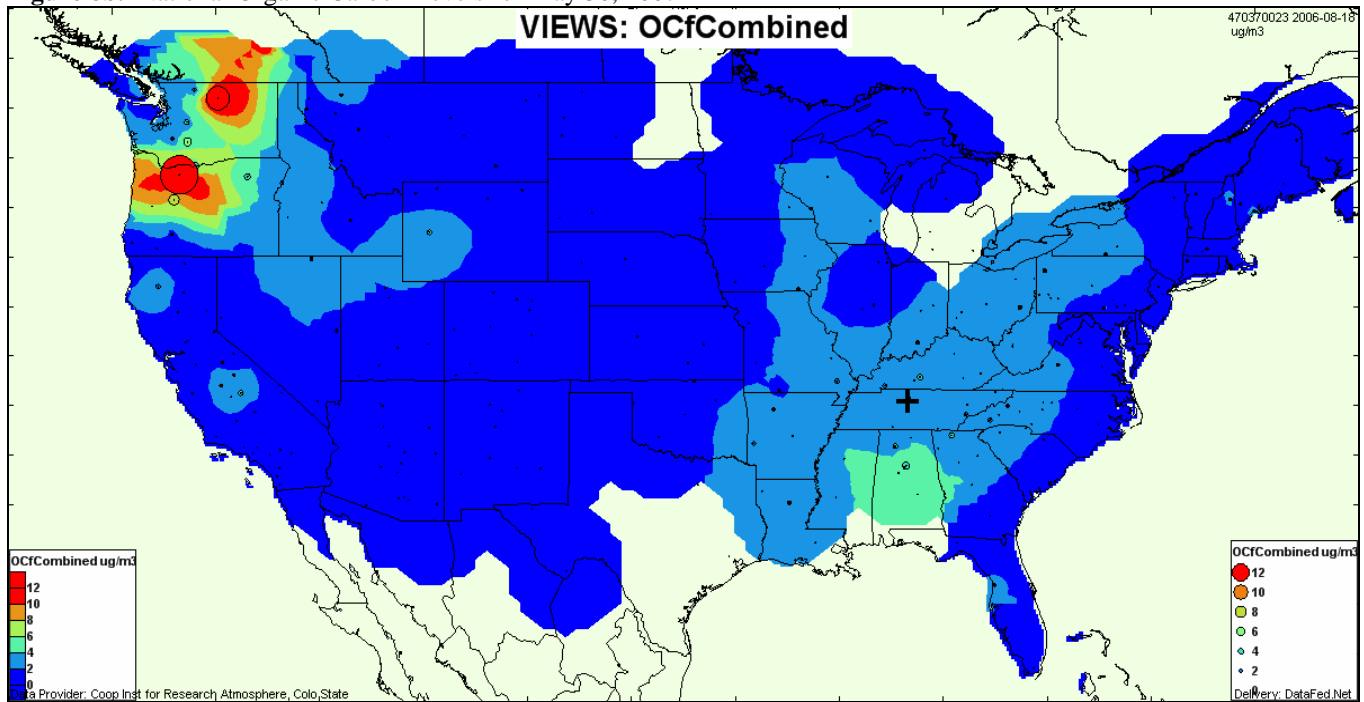 VIEWS: OCfCombined
470370023 2006-08-18
ug/m3
OCfCombined ug/m3
12
10
8
6
4
2
0
Data Provider: Coop Inst for Research Atmosphere, Colo,State
OCfCombined ug/m3
12
10
8
6
4
2
0
Delivery: DataFed.Net